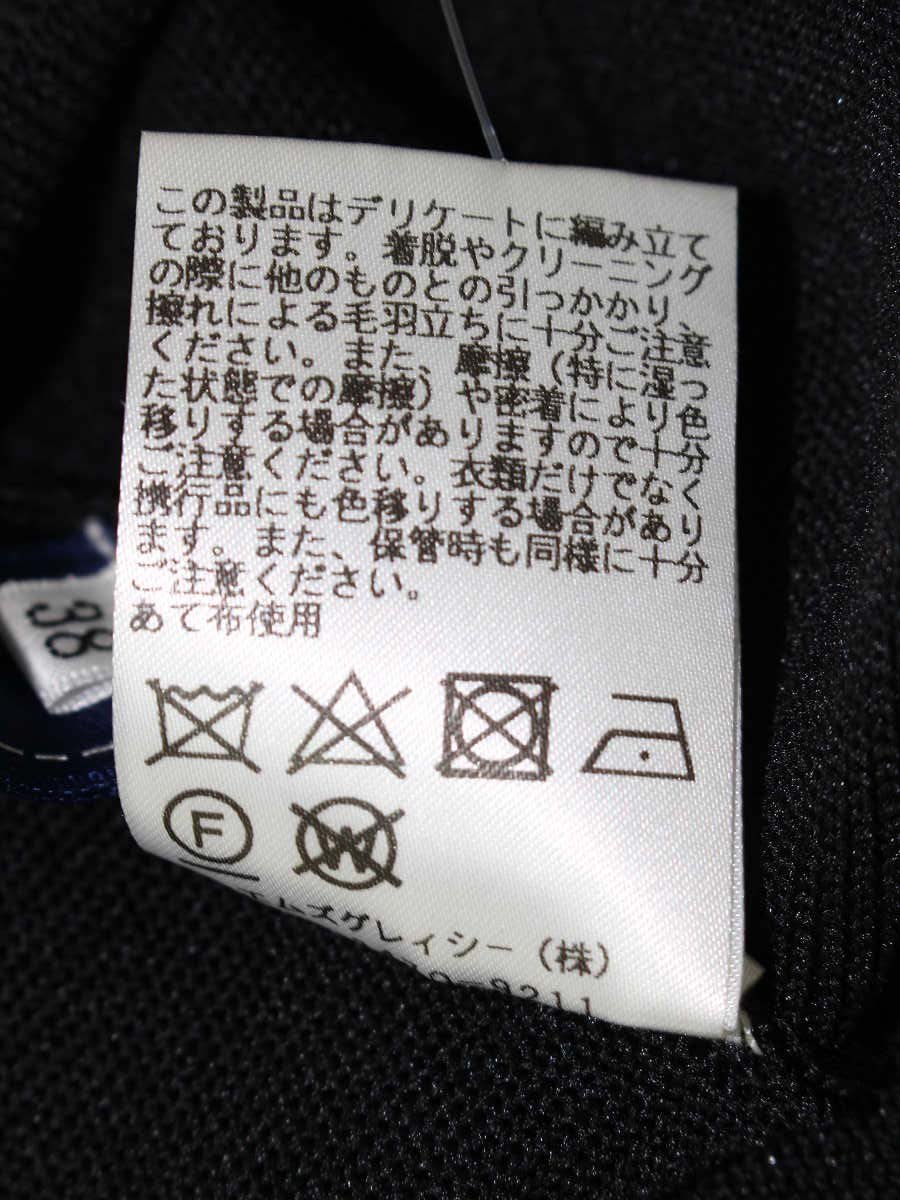 この製品はデリケートに編み立て
ております。着脱やクリーニング
の際に他のものとの引っかかり、
擦れによる毛羽立ちに十分ご注意
ください。また、摩擦（特に湿っ
た状態での摩擦）や密着により色
移りする場合がありますので十分
ご注意ください。衣類だけでなく
携行品にも色移りする場合があり
ます。また、保管時も同様に十分
ご注意ください。
あて布使用
F
W
ズグレィシー（株）
9211
38